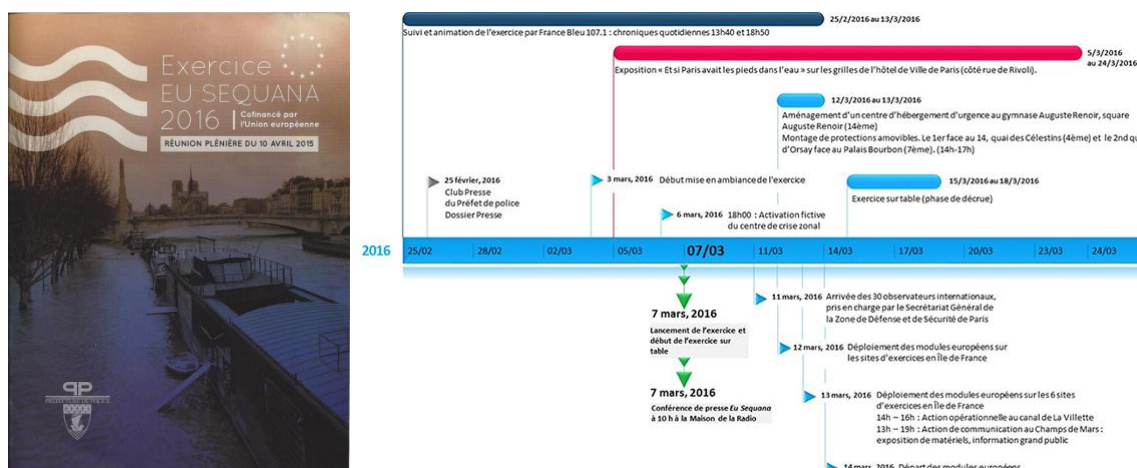 Exercice
EU SEQUANA
2016
Cofinancé par
l'Union européenne
RÉUNION PLÉNIÈRE DU 10 AVRIL 2015
25/2/2016 au 13/3/2016
Suivi et animation de l'exercice par France Bleu 107.1 : chroniques quotidiennes 13h40 et 18h50
5/3/2016
au 24/3/2016
Exposition « Et si Paris avait les pieds dans l'eau » sur les grilles de l'hôtel de Ville de Paris (côté rue de Rivoli).
12/3/2016 au 13/3/2016
Aménagement d'un centre d'hébergement d'urgence au gymnase Auguste Renoir, square
Auguste Renoir (14ème)
Montage de protections amovibles. Le 1er face au 14, quai des Célestins (4ème) et le 2nd
d'Orsay face au Palais Bourbon (7ème). (14h-17h)
25 février, 2016
Club Presse
du Préfet de police
Dossier Presse
3 mars, 2016 Début mise en ambiance de l'exercice
15/3/2016 au 18/3/2016
Exercice sur table (phase de décrue)
6 mars, 2016 18h00 : Activation fictive
du centre de crise zonal
2016 25/02 28/02 02/03 05/03 07/03 11/03 14/03 17/03 20/03 23/03 24/03
7 mars, 2016
Lancement de l'exercice et
début de l'exercice sur
table
7 mars, 2016
Conférence de presse Eu Sequana
à 10 h à la Maison de la Radio
11 mars, 2016 Arrivée des 30 observateurs internationaux,
pris en charge par le Secrétariat Général de
la Zone de Défense et de Sécurité de Paris
12 mars, 2016 Déploiement des modules européens sur
les sites d'exercices en Île de France
13 mars, 2016 Déploiement des modules européens sur les 6 sites
d'exercices en Île de France
14h – 16h : Action opérationnelle au canal de La Villette
13h – 19h : Action de communication au Champs de Mars :
exposition de matériels, information grand public
14 mars, 2016 Départ des modules européens